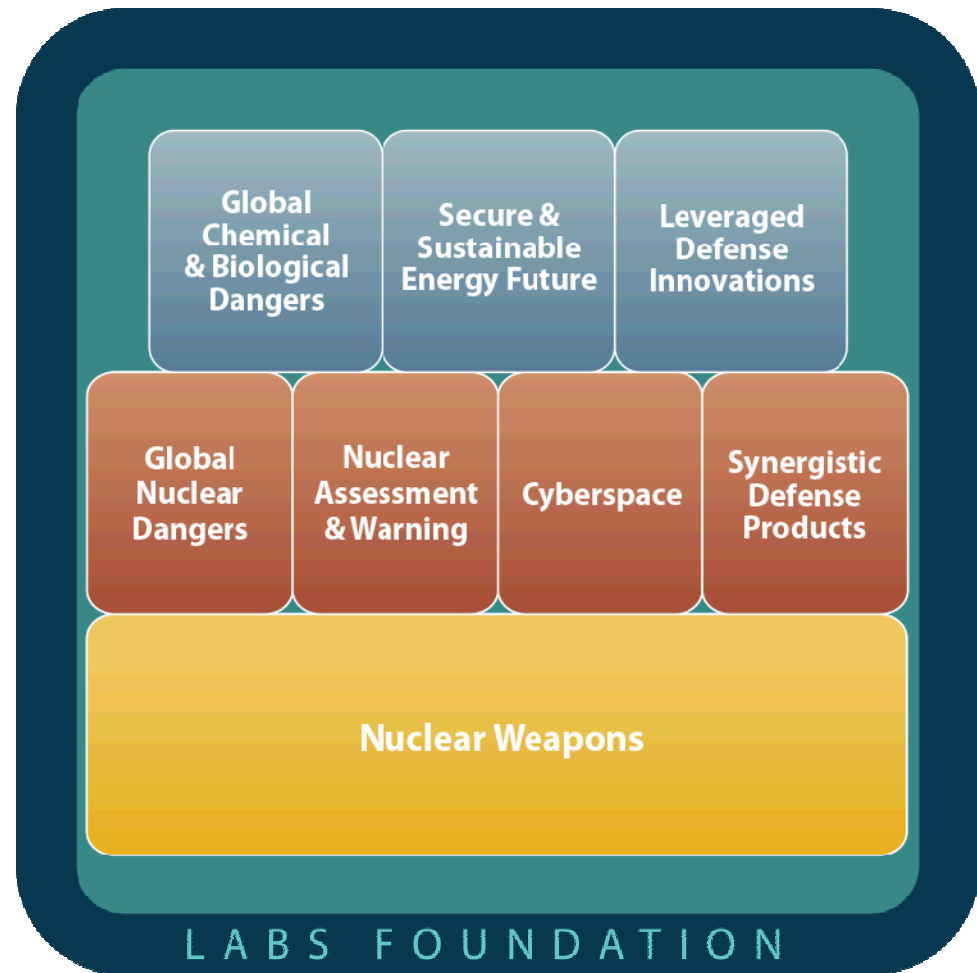 Global
Chemical
& Biological
Dangers
Secure &
Sustainable
Energy Future
Leveraged
Defense
Innovations
Global
Nuclear
Dangers
Nuclear
Assessment
& Warning
Cyberspace
Synergistic
Defense
Products
Nuclear Weapons
LABS FOUNDATION